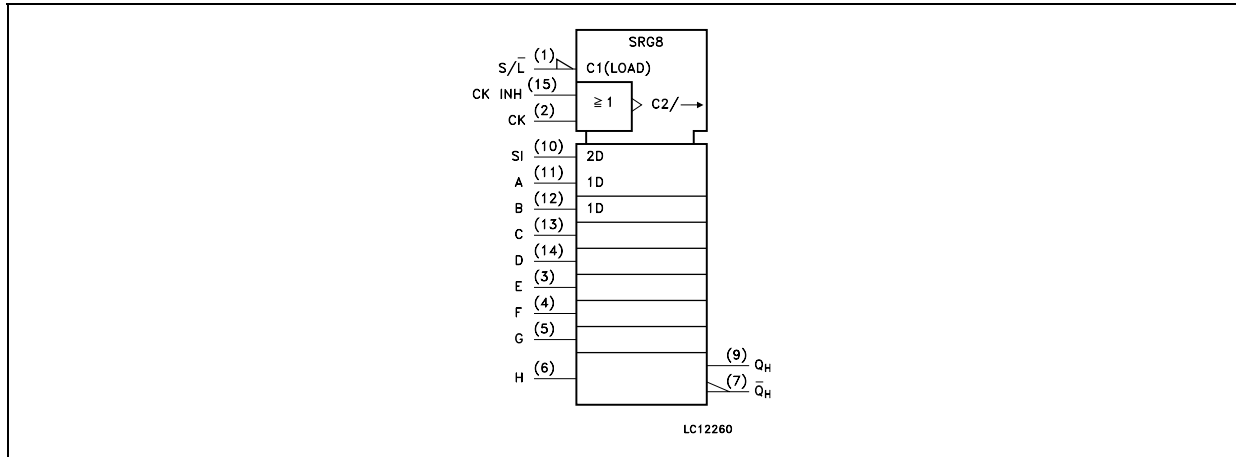 SRG8
S/L̅ (1) C1(LOAD)
CK INH (15) ≧ 1 C2/→
CK (2)
SI (10) 2D
A (11) 1D
B (12) 1D
C (13)
D (14)
E (3)
F (4)
G (5)
(9) QH
H (6)
(7) Q̅H
LC12260